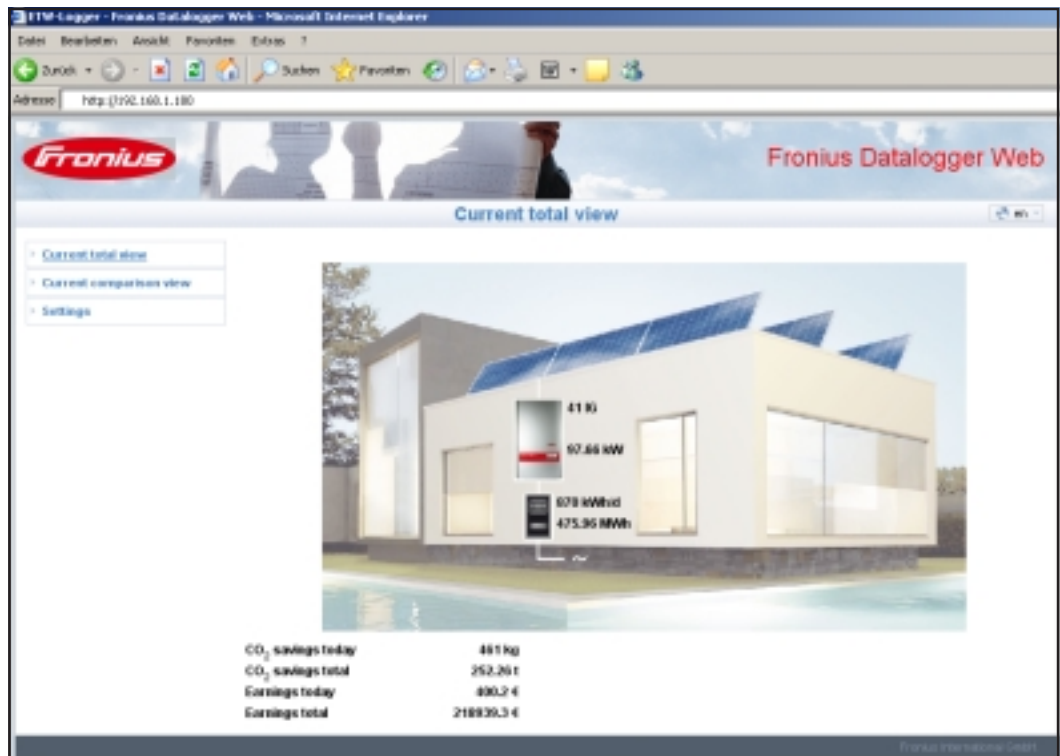 ETW-Logger - Fronius Datalogger Web - Microsoft Internet Explorer
Datei Bearbeiten Ansicht Favoriten Extras ?
Zurück Suchen Favoriten
Adresse http://192.168.1.180
Fronius
Fronius Datalogger Web
Current total view
en
Current total view
Current comparison view
Settings
41 IG
97.66 kW
kWh/d
475.96 MWh
CO2 savings today 461 kg
CO2 savings total 252.26 t
Earnings today 400.2 €
Earnings total 218939.3 €
Fronius International GmbH